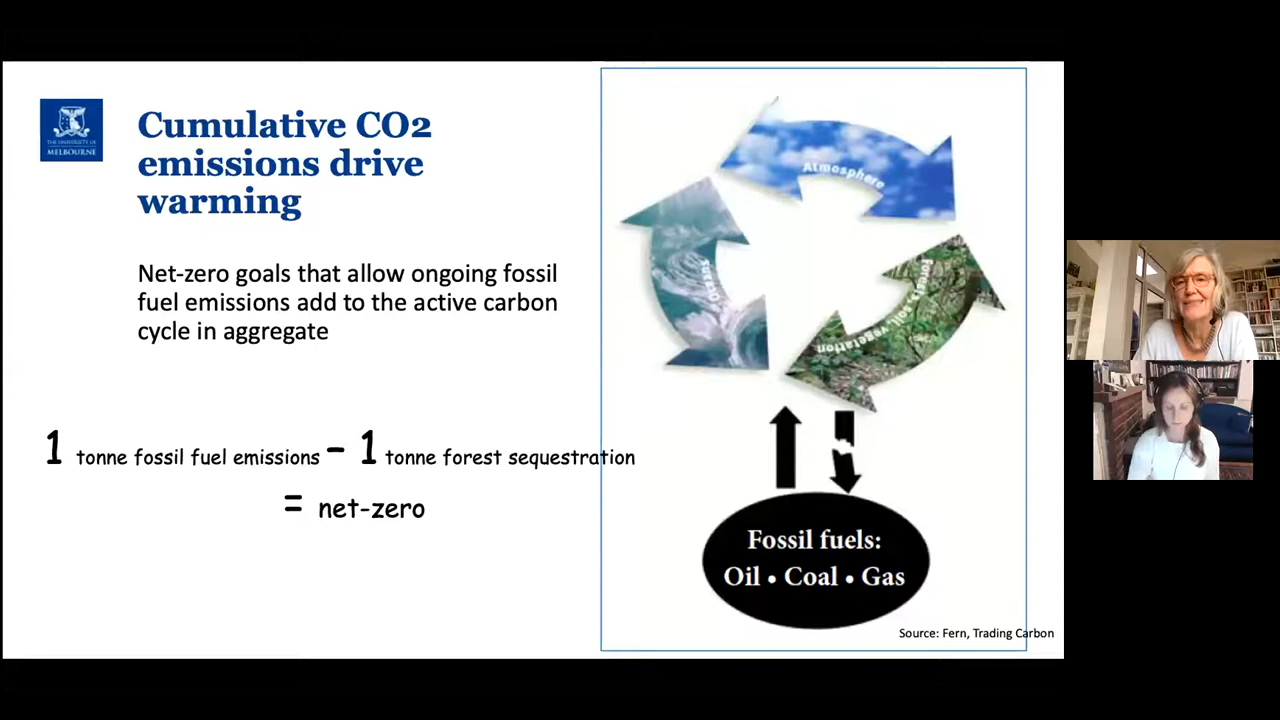 THE UNIVERSITY OF
MELBOURNE
Cumulative CO2
emissions drive
warming
Net-zero goals that allow ongoing fossil
fuel emissions add to the active carbon
cycle in aggregate
1 tonne fossil fuel emissions – 1 tonne forest sequestration
= net-zero
Atmosphere
Oceans
Forests soil vegetation
Fossil fuels:
Oil • Coal • Gas
Source: Fern, Trading Carbon